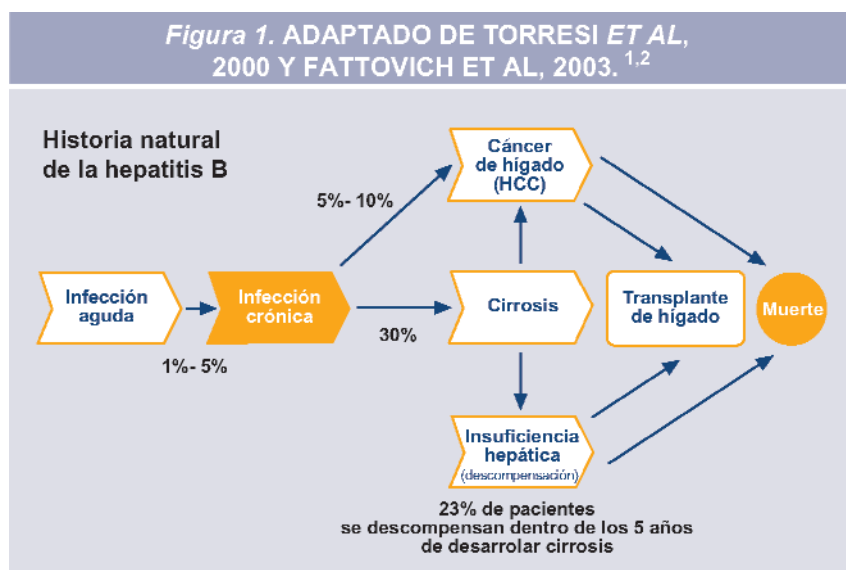 Figura 1. ADAPTADO DE TORRESI ET AL,
2000 Y FATTOVICH ET AL, 2003. 1,2
Historia natural
de la hepatitis B
Cáncer
de hígado
(HCC)
5%- 10%
Infección
aguda
Infección
crónica
Cirrosis
Transplante
de hígado
Muerte
30%
1%- 5%
Insuficiencia
hepática
(descompensación)
23% de pacientes
se descompensan dentro de los 5 años
de desarrolar cirrosis